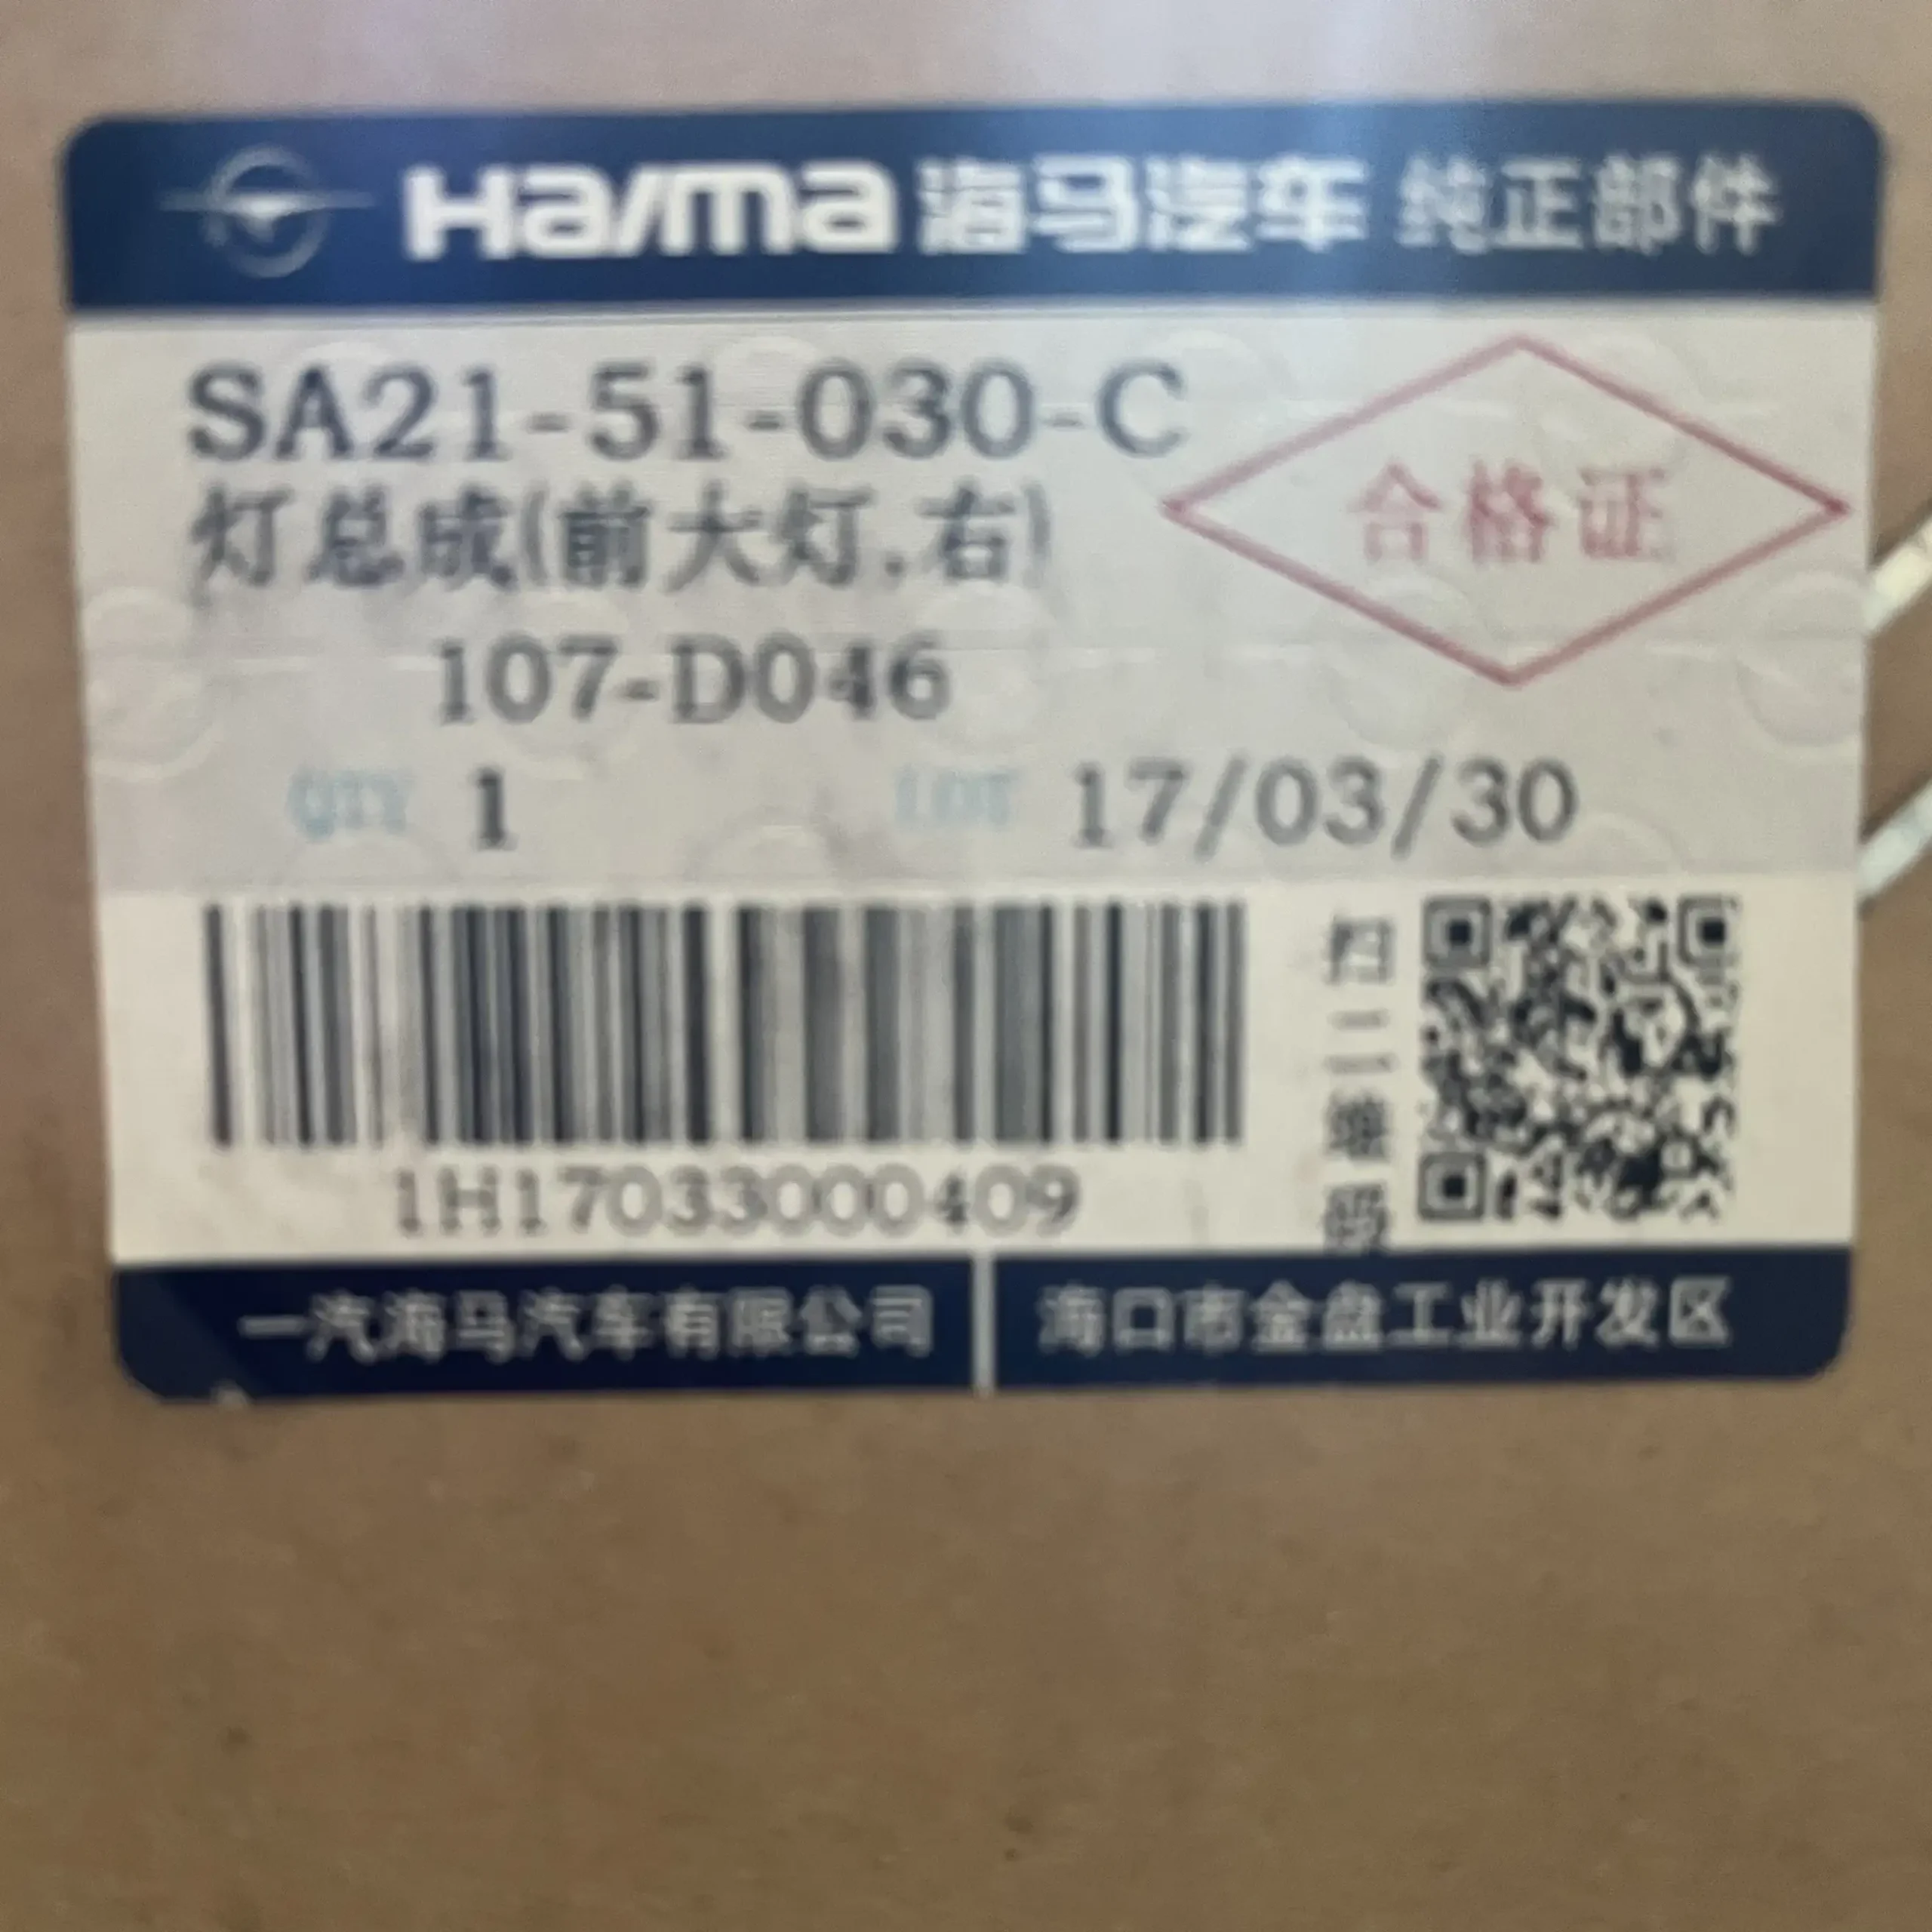 Haima 海马汽车 纯正部件
SA21-51-030-C
灯总成(前大灯.右)
合格证
107-D046
QTY 1 LOT 17/03/30
扫二维码
1H17033000409
一汽海马汽车有限公司 海口市金盘工业开发区